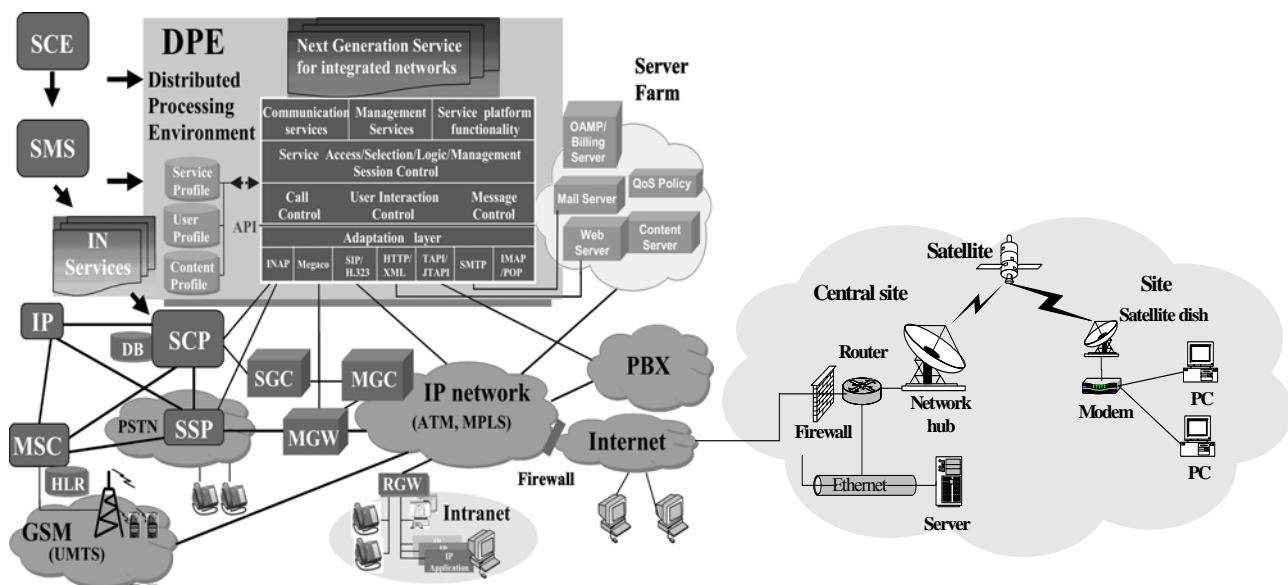 SCE
SMS
IN
Services
DPE
Distributed
Processing
Environment
Next Generation Service
for integrated networks
Communication
services
Management
Services
Service platform
functionality
Service Access/Selection/Logic/Management
Session Control
Call
Control
User Interaction
Control
Message
Control
Adaptation layer
INAP
Megaco
SIP/
H.323
HTTP/
XML
TAPI/
JTAPI
SMTP
IMAP
/POP
Service
Profile
User
Profile
Content
Profile
API
Server
Farm
OAMP/
Billing
Server
QoS Policy
Mail Server
Web
Server
Content
Server
IP
DB
SCP
SGC
MGC
IP network
(ATM, MPLS)
PBX
PSTN
SSP
MGW
Internet
MSC
HLR
Firewall
GSM
(UMTS)
RGW
Intranet
IP
Application
Satellite
Central site
Site
Satellite dish
Router
Firewall
Network
hub
Modem
PC
PC
Ethernet
Server